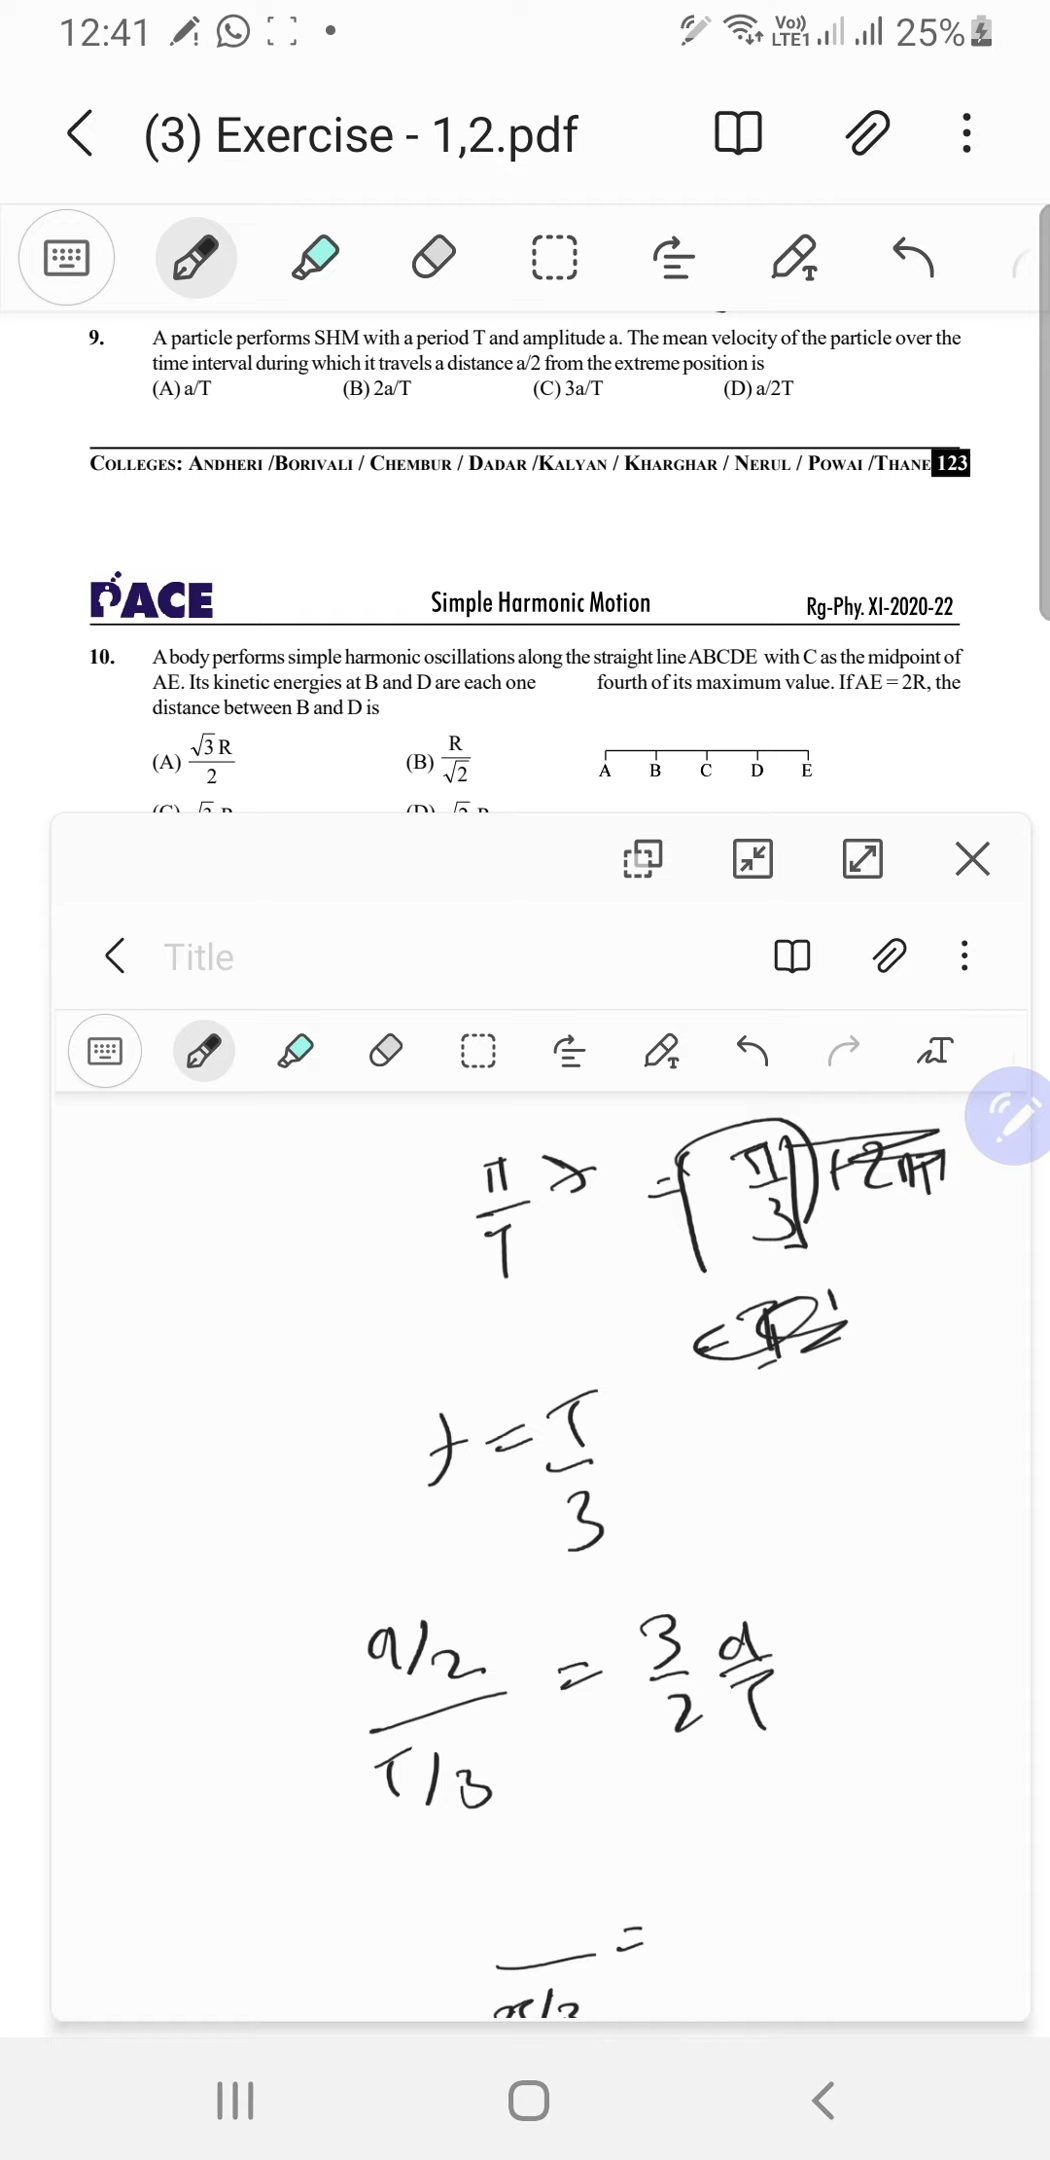 12:41 Vo)) LTE1 25%
(3) Exercise - 1,2.pdf
9. A particle performs SHM with a period T and amplitude a. The mean velocity of the particle over the
time interval during which it travels a distance a/2 from the extreme position is
(A) a/T (B) 2a/T (C) 3a/T (D) a/2T
COLLEGES: ANDHERI /BORIVALI / CHEMBUR / DADAR /KALYAN / KHARGHAR / NERUL / POWAI /THANE 123
PACE Simple Harmonic Motion Rg-Phy. XI-2020-22
10. A body performs simple harmonic oscillations along the straight line ABCDE with C as the midpoint of
AE. Its kinetic energies at B and D are each one fourth of its maximum value. If AE = 2R, the
distance between B and D is
(A) √3 R / 2 (B) R / √2
A B C D E
Title
π/T = π/3
t = T/3
a/2 / T/3 = 3/2 a/T
=